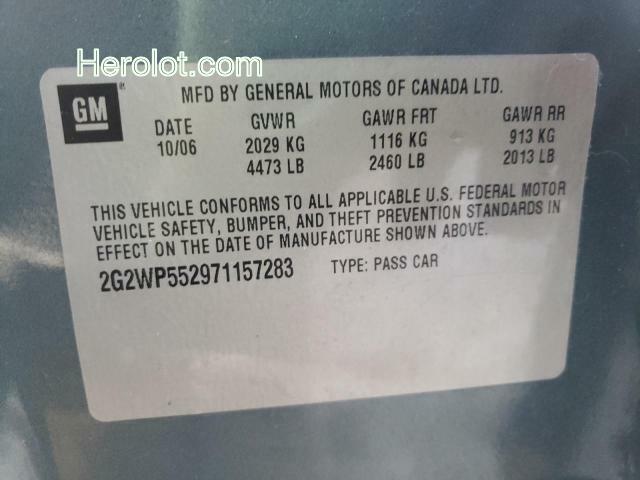 Herolot.com
GM
MFD BY GENERAL MOTORS OF CANADA LTD.
DATE GVWR GAWR FRT GAWR RR
10/06 2029 KG 1116 KG 913 KG
4473 LB 2460 LB 2013 LB
THIS VEHICLE CONFORMS TO ALL APPLICABLE U.S. FEDERAL MOTOR
VEHICLE SAFETY, BUMPER, AND THEFT PREVENTION STANDARDS IN
EFFECT ON THE DATE OF MANUFACTURE SHOWN ABOVE.
2G2WP552971157283 TYPE: PASS CAR